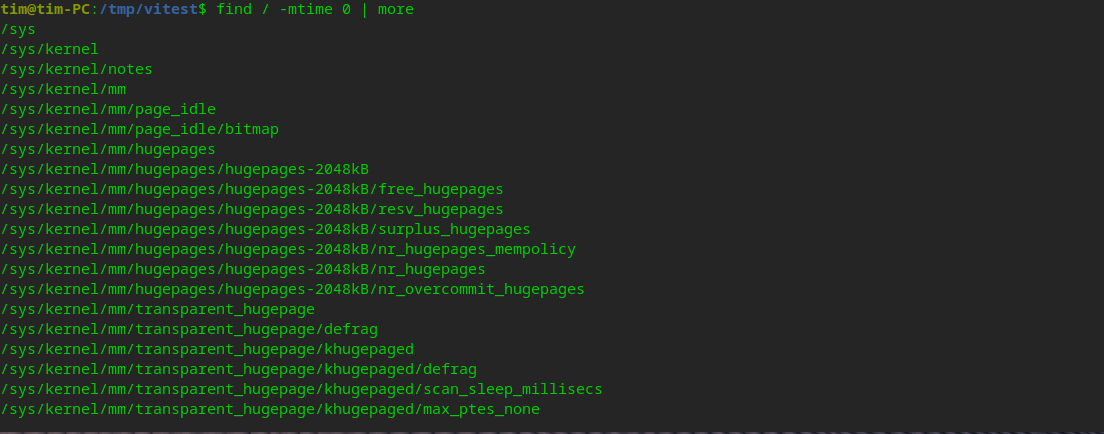 tim@tim-PC:/tmp/vitest$ find / -mtime 0 | more
/sys
/sys/kernel
/sys/kernel/notes
/sys/kernel/mm
/sys/kernel/mm/page_idle
/sys/kernel/mm/page_idle/bitmap
/sys/kernel/mm/hugepages
/sys/kernel/mm/hugepages/hugepages-2048kB
/sys/kernel/mm/hugepages/hugepages-2048kB/free_hugepages
/sys/kernel/mm/hugepages/hugepages-2048kB/resv_hugepages
/sys/kernel/mm/hugepages/hugepages-2048kB/surplus_hugepages
/sys/kernel/mm/hugepages/hugepages-2048kB/nr_hugepages_mempolicy
/sys/kernel/mm/hugepages/hugepages-2048kB/nr_hugepages
/sys/kernel/mm/hugepages/hugepages-2048kB/nr_overcommit_hugepages
/sys/kernel/mm/transparent_hugepage
/sys/kernel/mm/transparent_hugepage/defrag
/sys/kernel/mm/transparent_hugepage/khugepaged
/sys/kernel/mm/transparent_hugepage/khugepaged/defrag
/sys/kernel/mm/transparent_hugepage/khugepaged/scan_sleep_millisecs
/sys/kernel/mm/transparent_hugepage/khugepaged/max_ptes_none